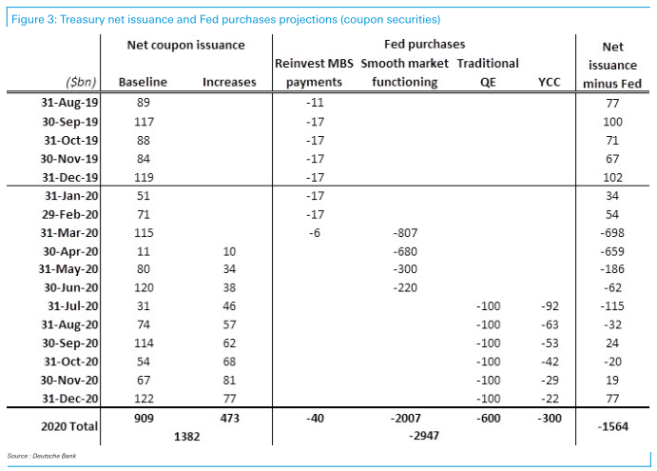 Figure 3: Treasury net issuance and Fed purchases projections (coupon securities)
Net coupon issuance Fed purchases Net
Reinvest MBS Smooth market Traditional issuance
($bn) Baseline Increases payments functioning QE YCC minus Fed
31-Aug-19 89 -11 77
30-Sep-19 117 -17 100
31-Oct-19 88 -17 71
30-Nov-19 84 -17 67
31-Dec-19 119 -17 102
31-Jan-20 51 -17 34
29-Feb-20 71 -17 54
31-Mar-20 115 -6 -807 -698
30-Apr-20 11 10 -680 -659
31-May-20 80 34 -300 -186
30-Jun-20 120 38 -220 -62
31-Jul-20 31 46 -100 -92 -115
31-Aug-20 74 57 -100 -63 -32
30-Sep-20 114 62 -100 -53 24
31-Oct-20 54 68 -100 -42 -20
30-Nov-20 67 81 -100 -29 19
31-Dec-20 122 77 -100 -22 77
2020 Total 909 473 -40 -2007 -600 -300 -1564
1382 -2947
Source : Deutsche Bank